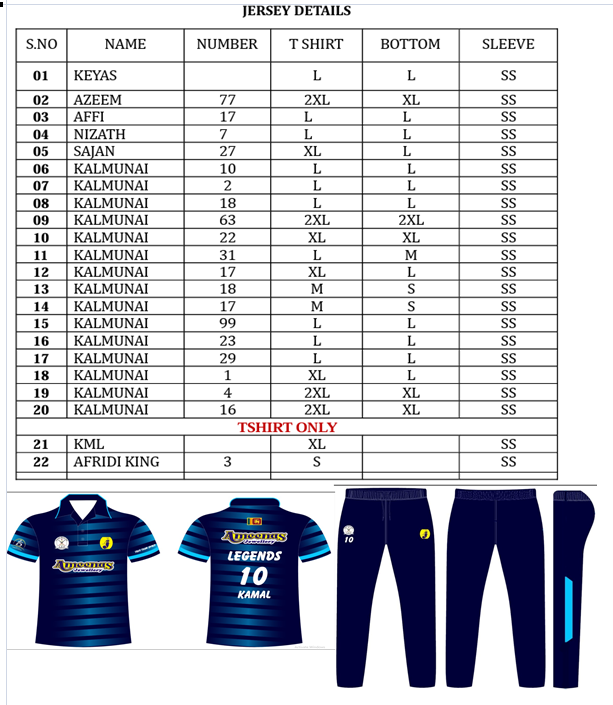 JERSEY DETAILS
S.NO NAME NUMBER T SHIRT BOTTOM SLEEVE
01 KEYAS L L SS
02 AZEEM 77 2XL XL SS
03 AFFI 17 L L SS
04 NIZATH 7 L L SS
05 SAJAN 27 XL L SS
06 KALMUNAI 10 L L SS
07 KALMUNAI 2 L L SS
08 KALMUNAI 18 L L SS
09 KALMUNAI 63 2XL 2XL SS
10 KALMUNAI 22 XL XL SS
11 KALMUNAI 31 L M SS
12 KALMUNAI 17 XL L SS
13 KALMUNAI 18 M S SS
14 KALMUNAI 17 M S SS
15 KALMUNAI 99 L L SS
16 KALMUNAI 23 L L SS
17 KALMUNAI 29 L L SS
18 KALMUNAI 1 XL L SS
19 KALMUNAI 4 2XL XL SS
20 KALMUNAI 16 2XL XL SS
TSHIRT ONLY
21 KML XL SS
22 AFRIDI KING 3 S SS
Ameenas
Jewellery
Ameenas
Jewellery
LEGENDS
10
KAMAL
10